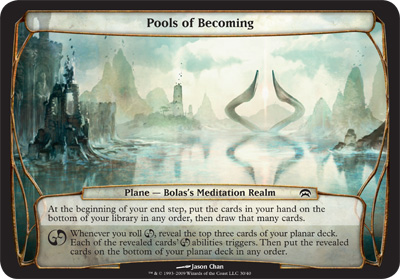 Pools of Becoming
Plane — Bolas's Meditation Realm
At the beginning of your end step, put the cards in your hand on
the bottom of your library in any order, then draw that many cards.
Whenever you roll , reveal the top three cards of your planar deck.
Each of the revealed cards' abilities triggers. Then put the revealed
cards on the bottom of your planar deck in any order.
Jason Chan
™ & © 1993–2009 Wizards of the Coast LLC 30/40